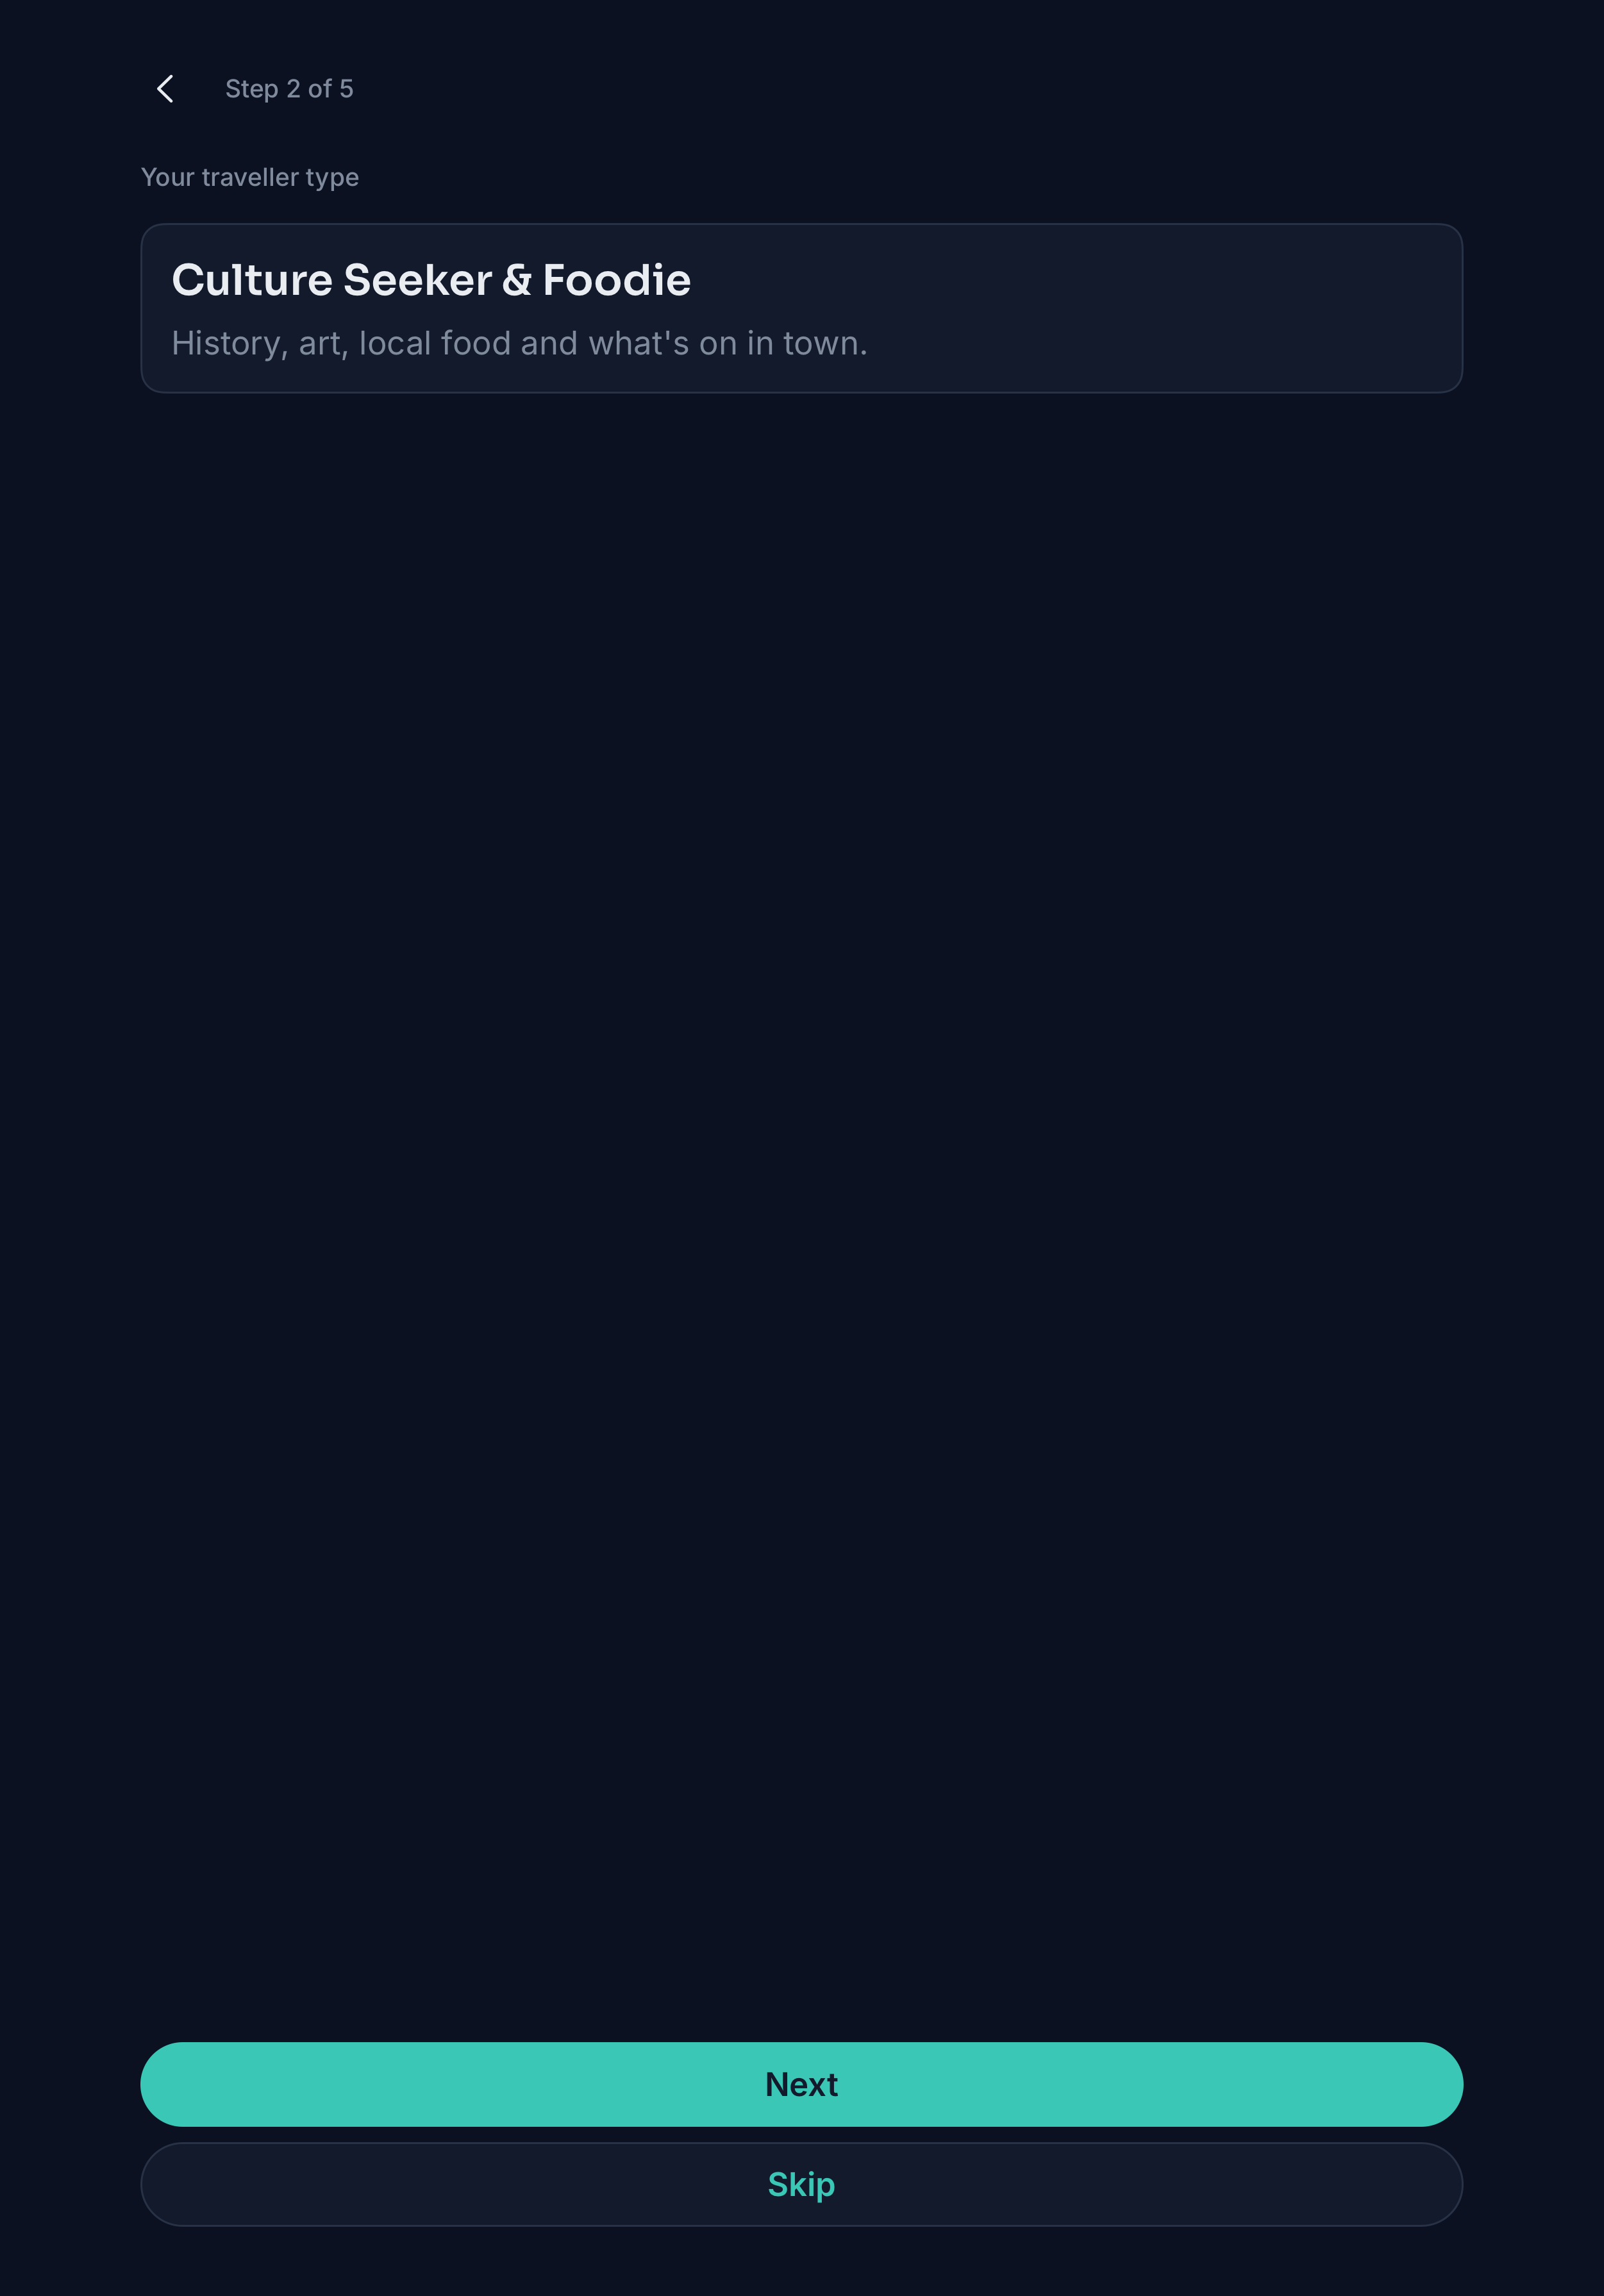 Step 2 of 5
Your traveller type
Culture Seeker & Foodie
History, art, local food and what's on in town.
Next
Skip